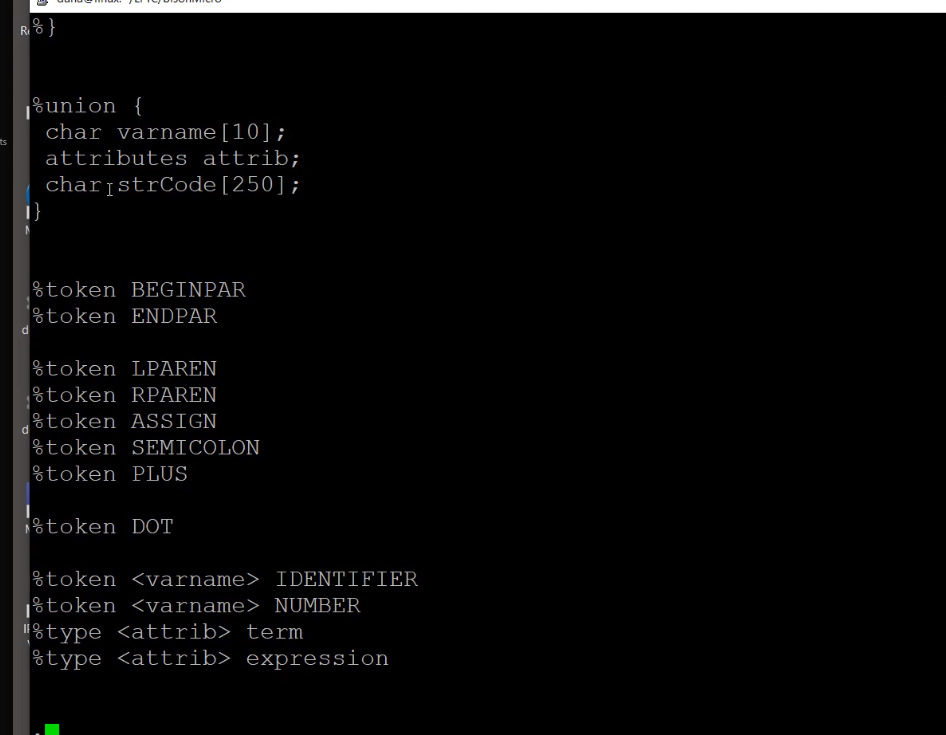 %}
%union {
char varname[10];
attributes attrib;
char strCode[250];
}
%token BEGINPAR
%token ENDPAR
%token LPAREN
%token RPAREN
%token ASSIGN
%token SEMICOLON
%token PLUS
%token DOT
%token <varname> IDENTIFIER
%token <varname> NUMBER
%type <attrib> term
%type <attrib> expression